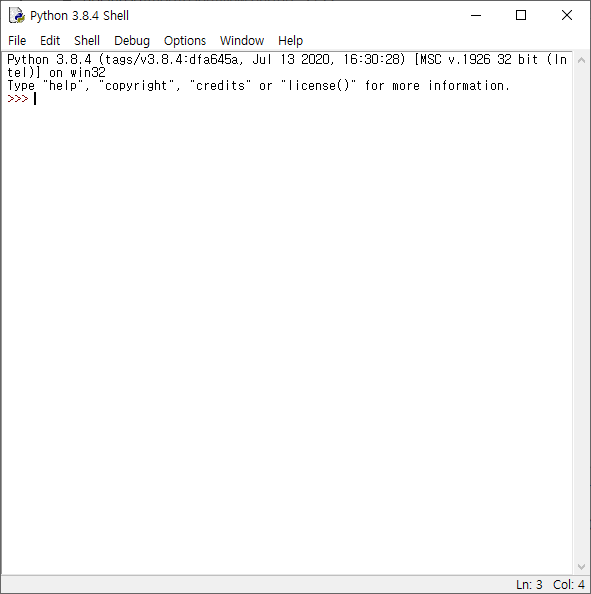 Python 3.8.4 Shell
File Edit Shell Debug Options Window Help
Python 3.8.4 (tags/v3.8.4:dfa645a, Jul 13 2020, 16:30:28) [MSC v.1926 32 bit (In
tel)] on win32
Type "help", "copyright", "credits" or "license()" for more information.
>>>
Ln: 3 Col: 4